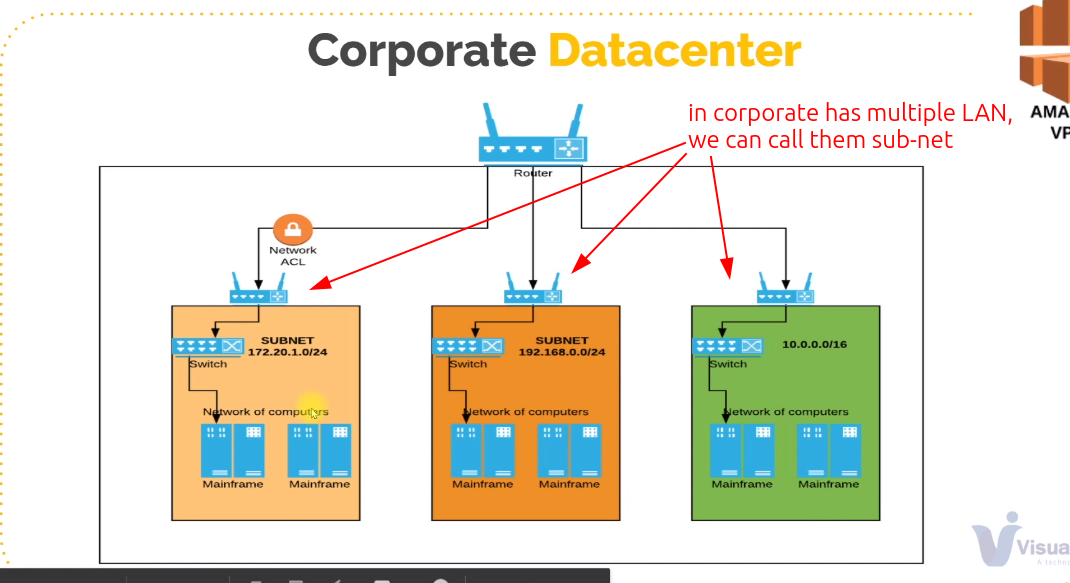 Corporate Datacenter
in corporate has multiple LAN,
we can call them sub-net
AMA
VP
Router
Network
ACL
SUBNET
172.20.1.0/24
Switch
Network of computers
Mainframe
Mainframe
SUBNET
192.168.0.0/24
Switch
Network of computers
Mainframe
Mainframe
10.0.0.0/16
Switch
Network of computers
Mainframe
Mainframe
Visua
A techno